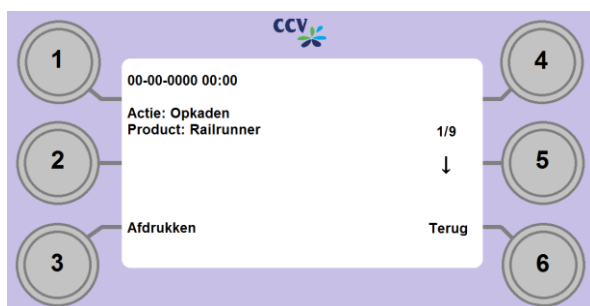 CCV
1
4
00-00-0000 00:00
Actie: Opkaden
Product: Railrunner
1/9
2
↓
5
Afdrukken
Terug
3
6